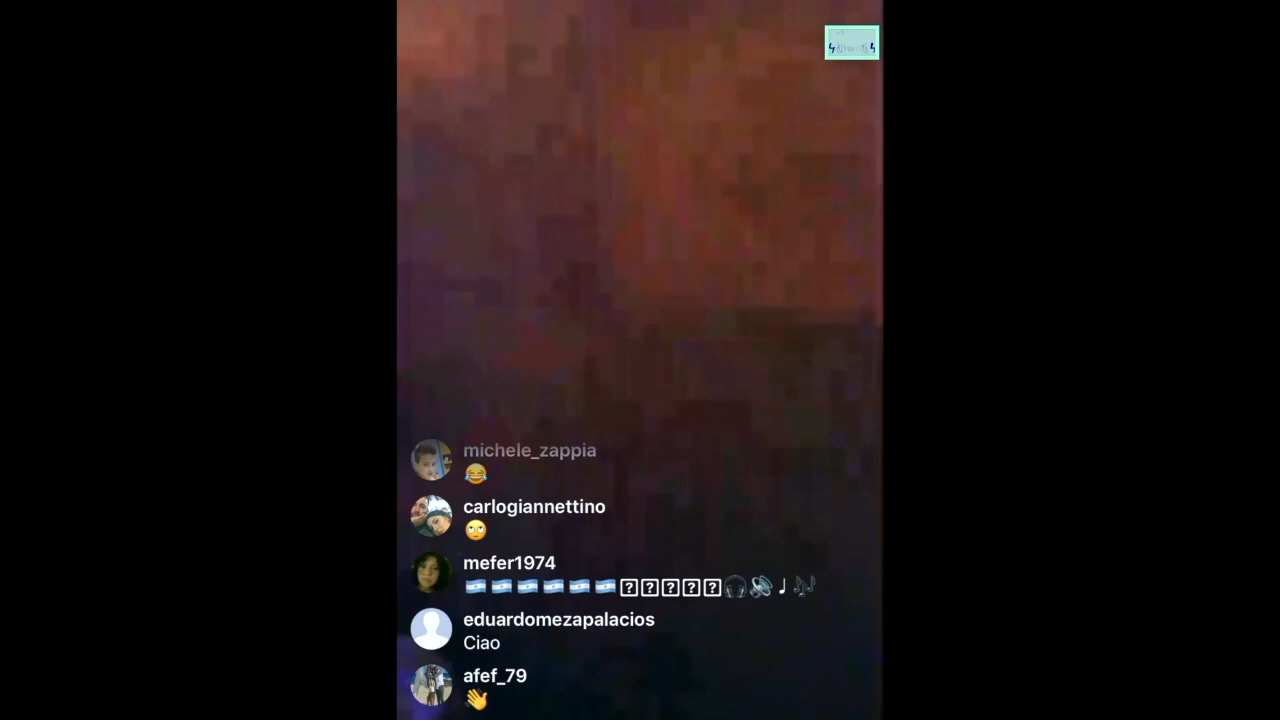 michele_zappia
😂
carlogiannettino
🙄
mefer1974
🇦🇷🇦🇷🇦🇷🇦🇷🇦🇷🇦🇷⍰⍰⍰⍰⍰🎧🔊♩🎶
eduardomezapalacios
Ciao
afef_79
👋